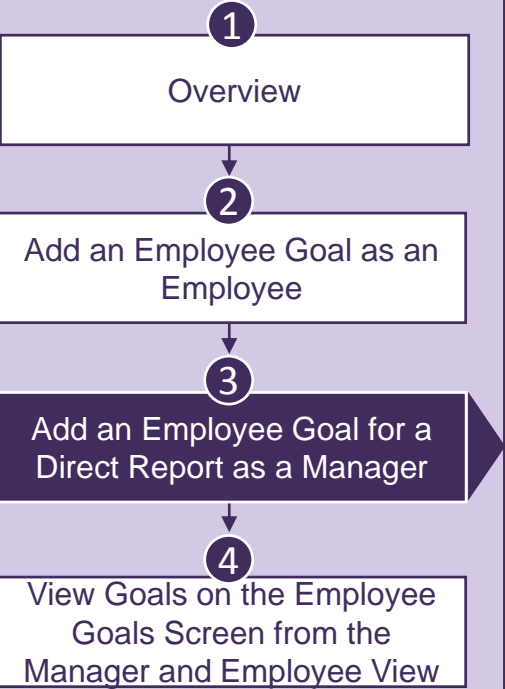 1
Overview
2
Add an Employee Goal as an
Employee
3
Add an Employee Goal for a
Direct Report as a Manager
4
View Goals on the Employee
Goals Screen from the
Manager and Employee View